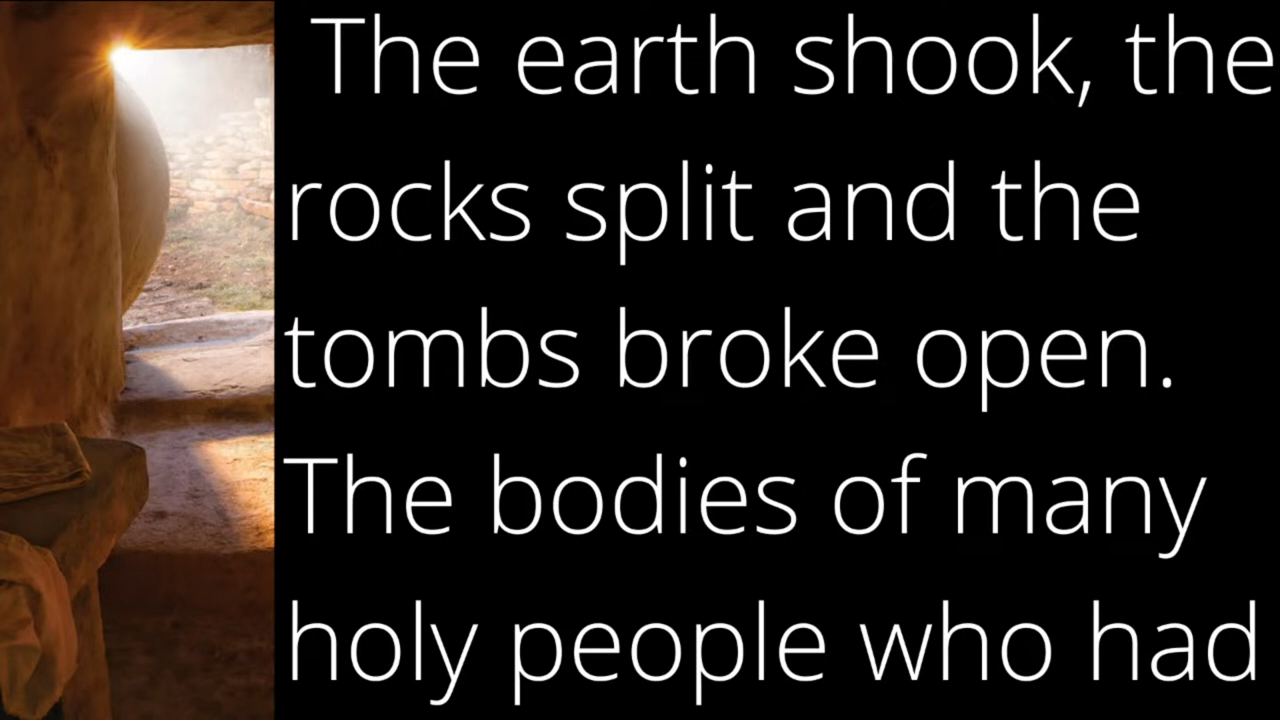 The earth shook, the
rocks split and the
tombs broke open.
The bodies of many
holy people who had